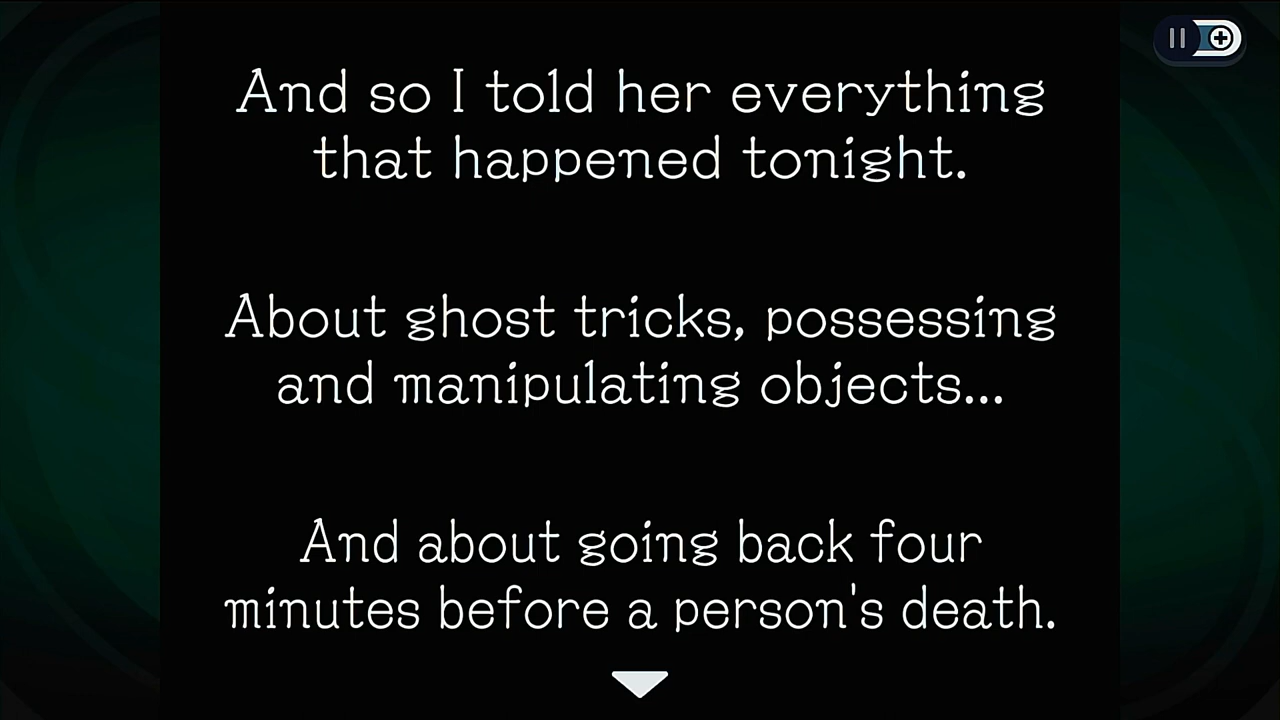 And so I told her everything
that happened tonight.
About ghost tricks, possessing
and manipulating objects...
And about going back four
minutes before a person's death.